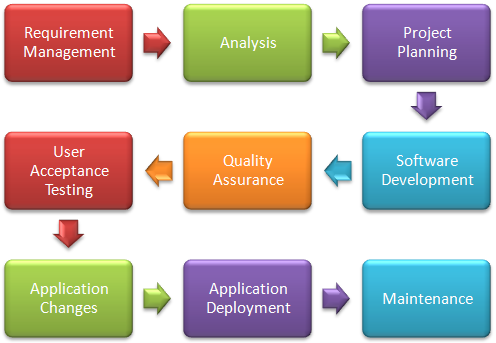 Requirement
Management
Analysis
Project
Planning
User
Acceptance
Testing
Quality
Assurance
Software
Development
Application
Changes
Application
Deployment
Maintenance